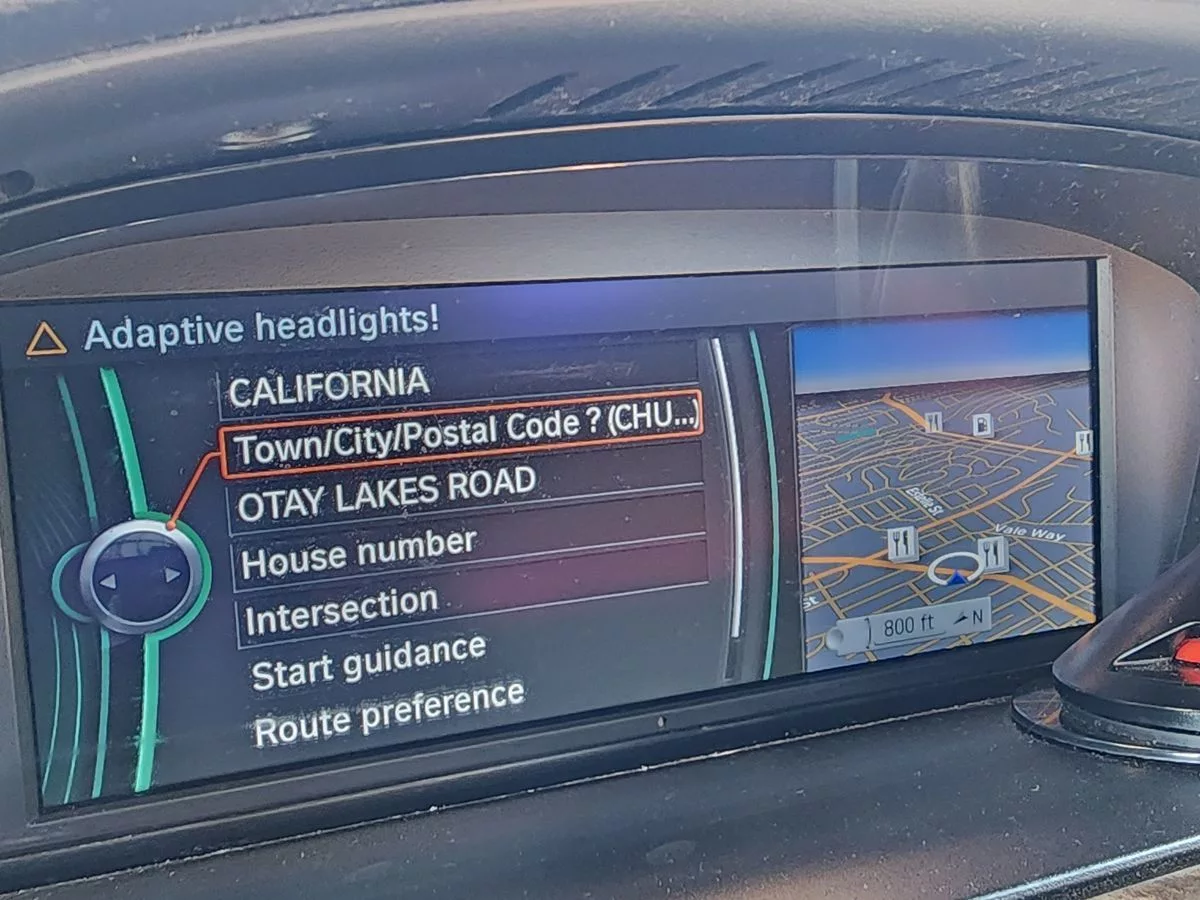 Adaptive headlights!
CALIFORNIA
Town/City/Postal Code ? (CHU...)
OTAY LAKES ROAD
House number
Intersection
Start guidance
Route preference
Vale Way
St
800 ft
N